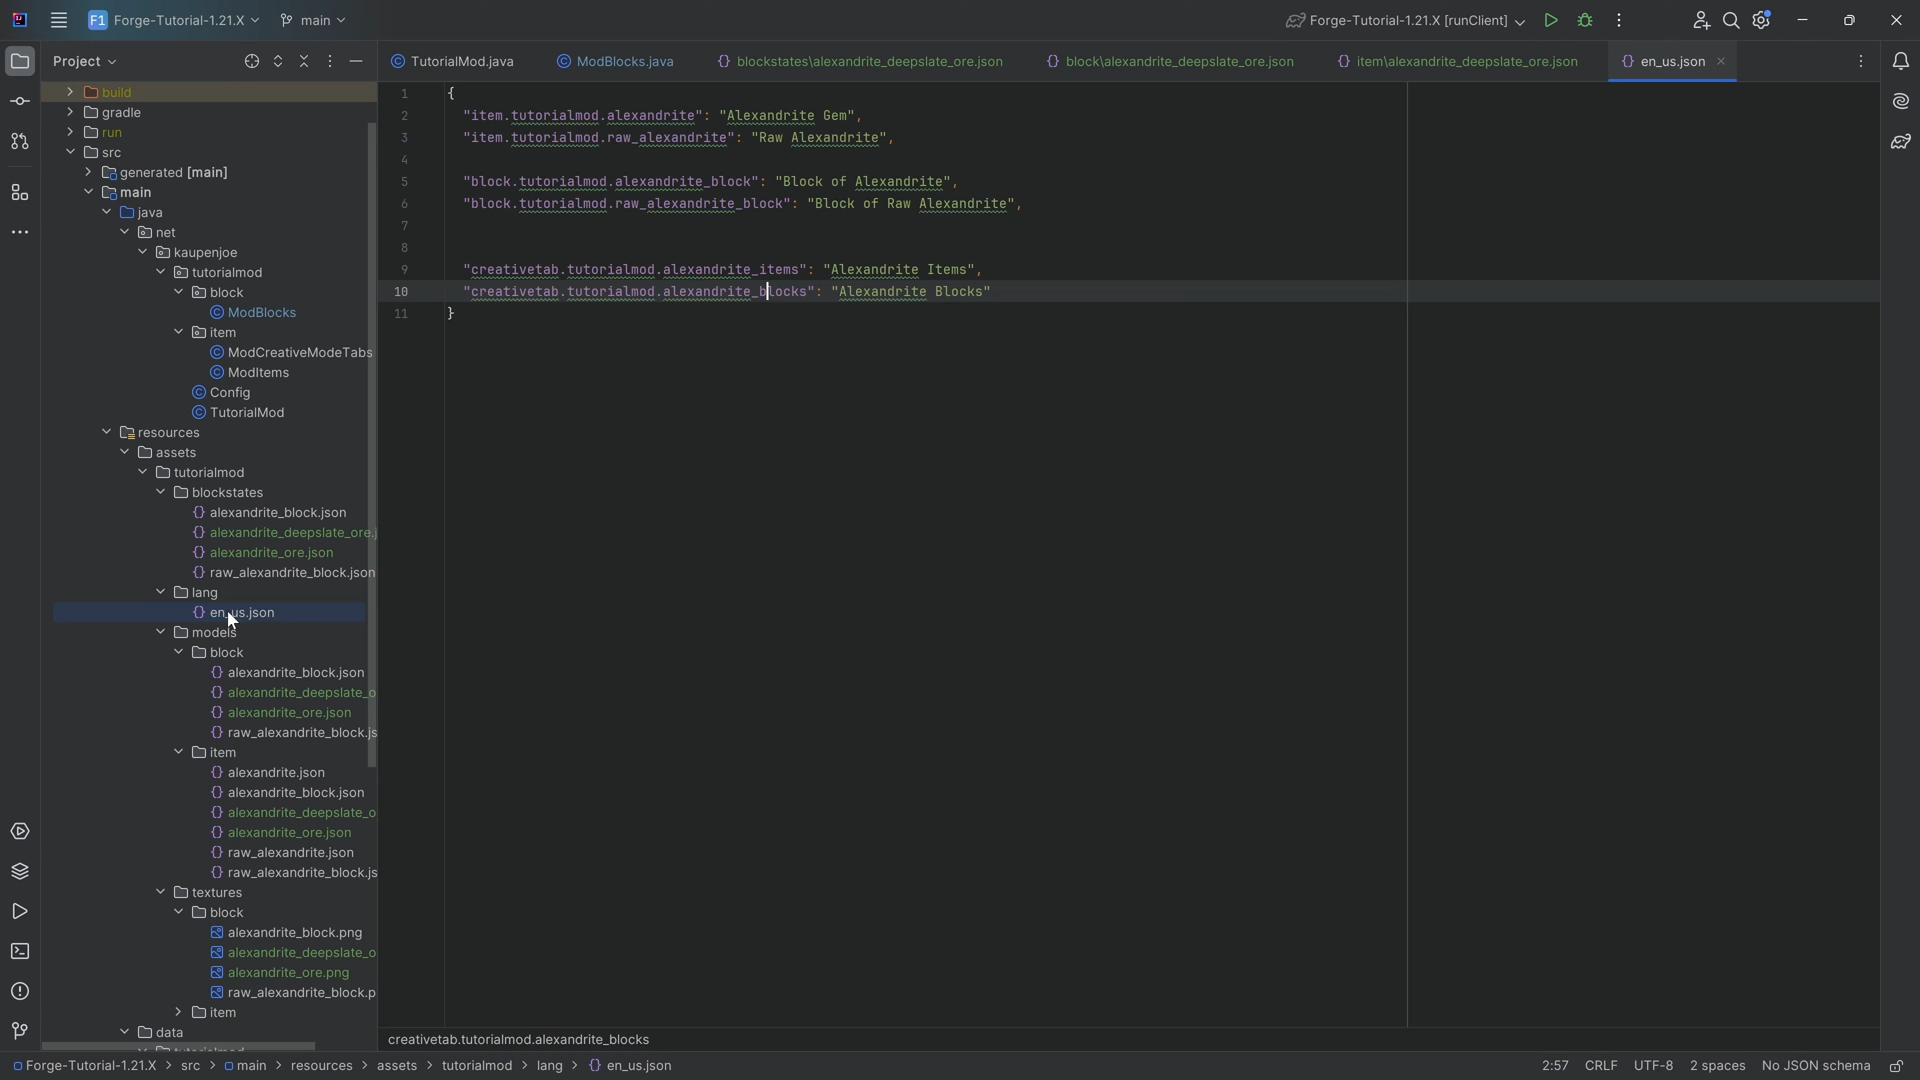 F1 Forge-Tutorial-1.21.X main Forge-Tutorial-1.21.X [runClient]
Project
TutorialMod.java ModBlocks.java blockstates\alexandrite_deepslate_ore.json block\alexandrite_deepslate_ore.json item\alexandrite_deepslate_ore.json en_us.json
build
gradle
run
src
generated [main]
main
java
net
kaupenjoe
tutorialmod
block
ModBlocks
item
ModCreativeModeTabs
ModItems
Config
TutorialMod
resources
assets
tutorialmod
blockstates
alexandrite_block.json
alexandrite_deepslate_ore.j
alexandrite_ore.json
raw_alexandrite_block.json
lang
en_us.json
models
block
alexandrite_block.json
alexandrite_deepslate_o
alexandrite_ore.json
raw_alexandrite_block.js
item
alexandrite.json
alexandrite_block.json
alexandrite_deepslate_o
alexandrite_ore.json
raw_alexandrite.json
raw_alexandrite_block.js
textures
block
alexandrite_block.png
alexandrite_deepslate_o
alexandrite_ore.png
raw_alexandrite_block.p
item
data
1 {
2 "item.tutorialmod.alexandrite": "Alexandrite Gem",
3 "item.tutorialmod.raw_alexandrite": "Raw Alexandrite",
4
5 "block.tutorialmod.alexandrite_block": "Block of Alexandrite",
6 "block.tutorialmod.raw_alexandrite_block": "Block of Raw Alexandrite",
7
8
9 "creativetab.tutorialmod.alexandrite_items": "Alexandrite Items",
10 "creativetab.tutorialmod.alexandrite_blocks": "Alexandrite Blocks"
11 }
creativetab.tutorialmod.alexandrite_blocks
Forge-Tutorial-1.21.X > src > main > resources > assets > tutorialmod > lang > {} en_us.json 2:57 CRLF UTF-8 2 spaces No JSON schema